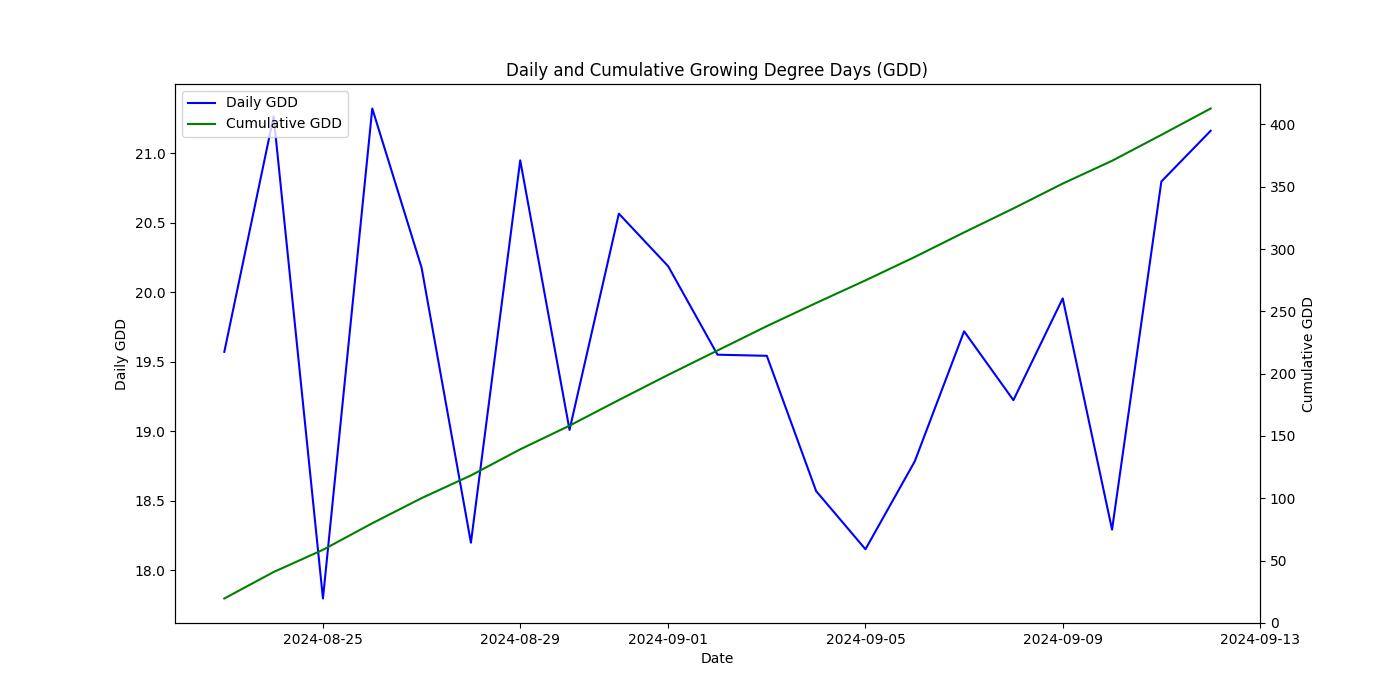 Daily and Cumulative Growing Degree Days (GDD)
Daily GDD
Cumulative GDD
21.0
20.5
20.0
19.5
19.0
18.5
18.0
Daily GDD
400
350
300
250
200
150
100
50
0
Cumulative GDD
2024-08-25 2024-08-29 2024-09-01 2024-09-05 2024-09-09 2024-09-13
Date